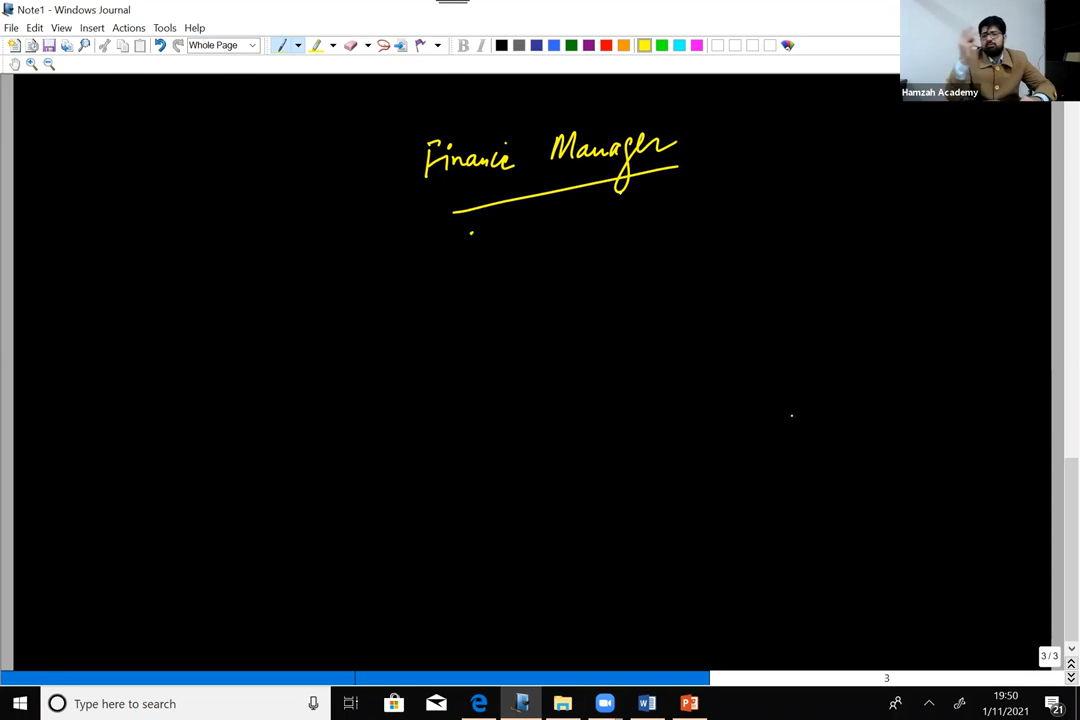 Note1 - Windows Journal
File Edit View Insert Actions Tools Help
Whole Page
B I
Hamzah Academy
Finance Manager
3 / 3
3
Type here to search
19:50
1/11/2021
21